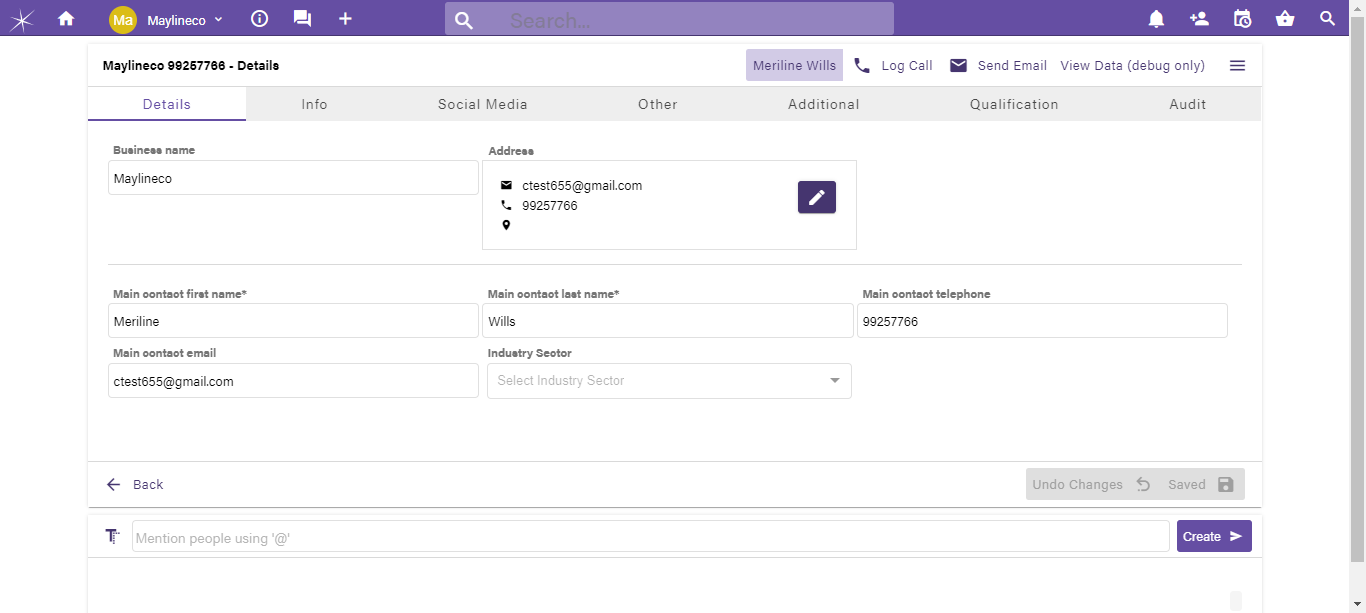 Ma Maylineco Search...
Maylineco 99257766 - Details Meriline Wills Log Call Send Email View Data (debug only)
Details Info Social Media Other Additional Qualification Audit
Business name Address
Maylineco
ctest655@gmail.com
99257766
Main contact first name* Main contact last name* Main contact telephone
Meriline Wills 99257766
Main contact email Industry Sector
ctest655@gmail.com Select Industry Sector
Back Undo Changes Saved
Mention people using '@' Create